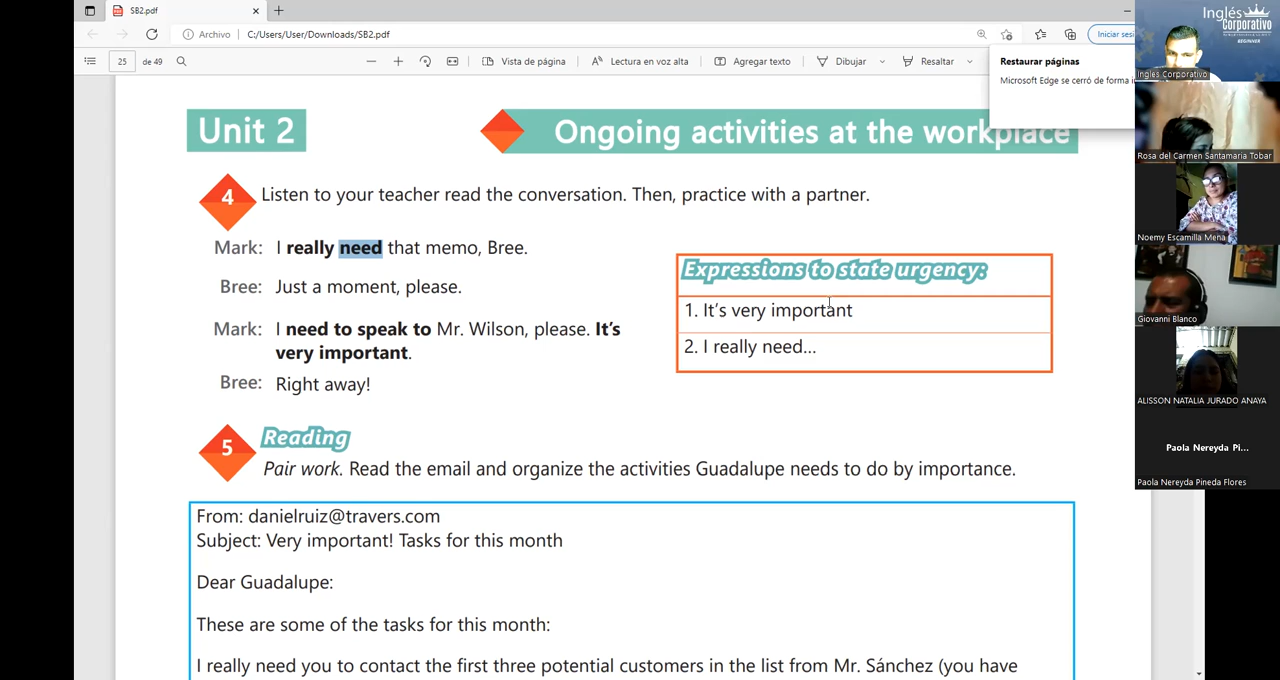 SB2.pdf
Archivo C:/Users/User/Downloads/SB2.pdf
Iniciar sesi
25 de 49
Vista de página
Lectura en voz alta
Agregar texto
Dibujar
Resaltar
Restaurar páginas
Microsoft Edge se cerró de forma i
Unit 2
Ongoing activities at the workplace
4 Listen to your teacher read the conversation. Then, practice with a partner.
Mark: I really need that memo, Bree.
Bree: Just a moment, please.
Mark: I need to speak to Mr. Wilson, please. It's
very important.
Bree: Right away!
Expressions to state urgency:
1. It's very important
2. I really need...
5 Reading
Pair work. Read the email and organize the activities Guadalupe needs to do by importance.
From: danielruiz@travers.com
Subject: Very important! Tasks for this month
Dear Guadalupe:
These are some of the tasks for this month:
I really need you to contact the first three potential customers in the list from Mr. Sánchez (you have
Inglés
Corporativo
BEGINNER
Ingles Corporativo
Rosa del Carmen Santamaria Tobar
Noemy Escamilla Mena
Giovanni Blanco
ALISSON NATALIA JURADO ANAYA
Paola Nereyda Pi...
Paola Nereyda Pineda Flores